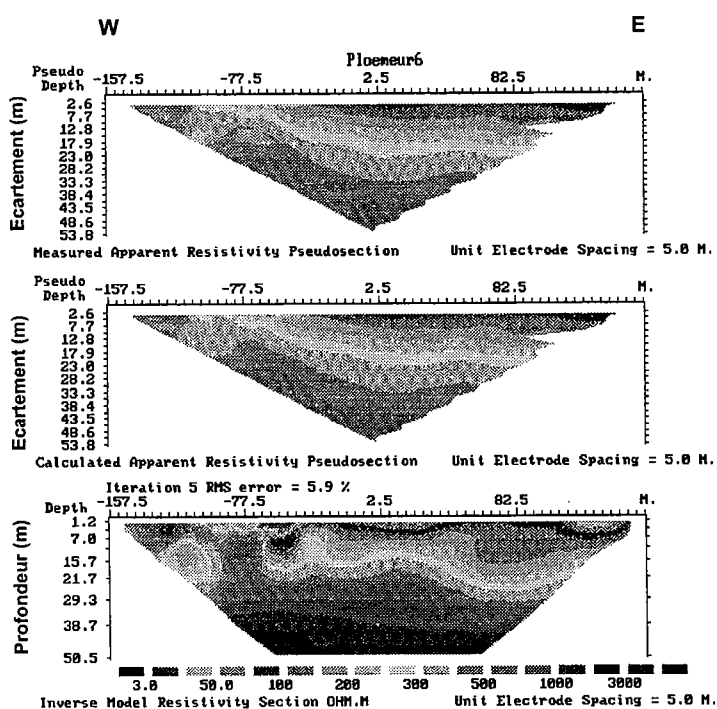 W E
Ploemeur6
Pseudo Depth -157.5 -77.5 2.5 82.5 M.
Ecartement (m)
2.6
7.7
12.8
17.9
23.0
28.2
33.3
38.4
43.5
48.6
53.8
Measured Apparent Resistivity Pseudosection Unit Electrode Spacing = 5.0 M.
Pseudo Depth -157.5 -77.5 2.5 82.5 M.
Ecartement (m)
2.6
7.7
12.8
17.9
23.0
28.2
33.3
38.4
43.5
48.6
53.8
Calculated Apparent Resistivity Pseudosection Unit Electrode Spacing = 5.0 M.
Iteration 5 RMS error = 5.9 %
Depth -157.5 -77.5 2.5 82.5 M.
Profondeur (m)
1.2
7.0
15.7
21.7
29.3
38.7
50.5
3.0 50.0 100 200 300 500 1000 3000
Inverse Model Resistivity Section OHM.M Unit Electrode Spacing = 5.0 M.